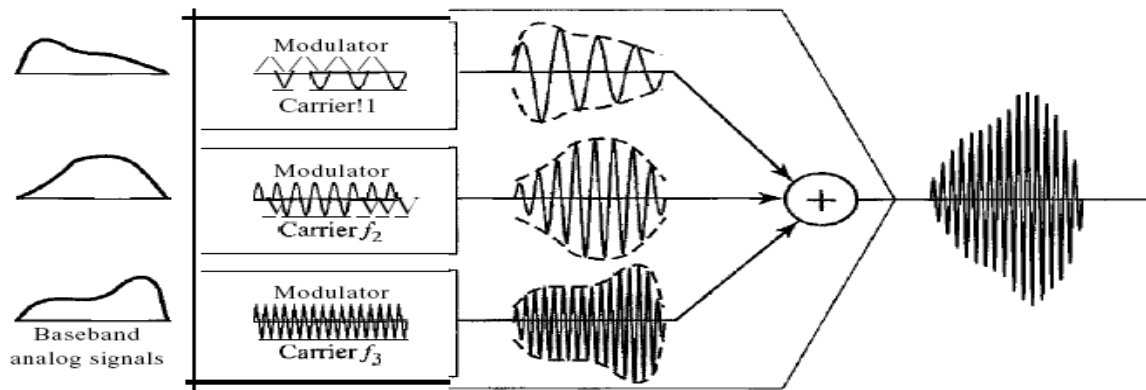 Modulator
Carrier!1
Modulator
Carrier f₂
Modulator
Carrier f₃
Baseband
analog signals
+